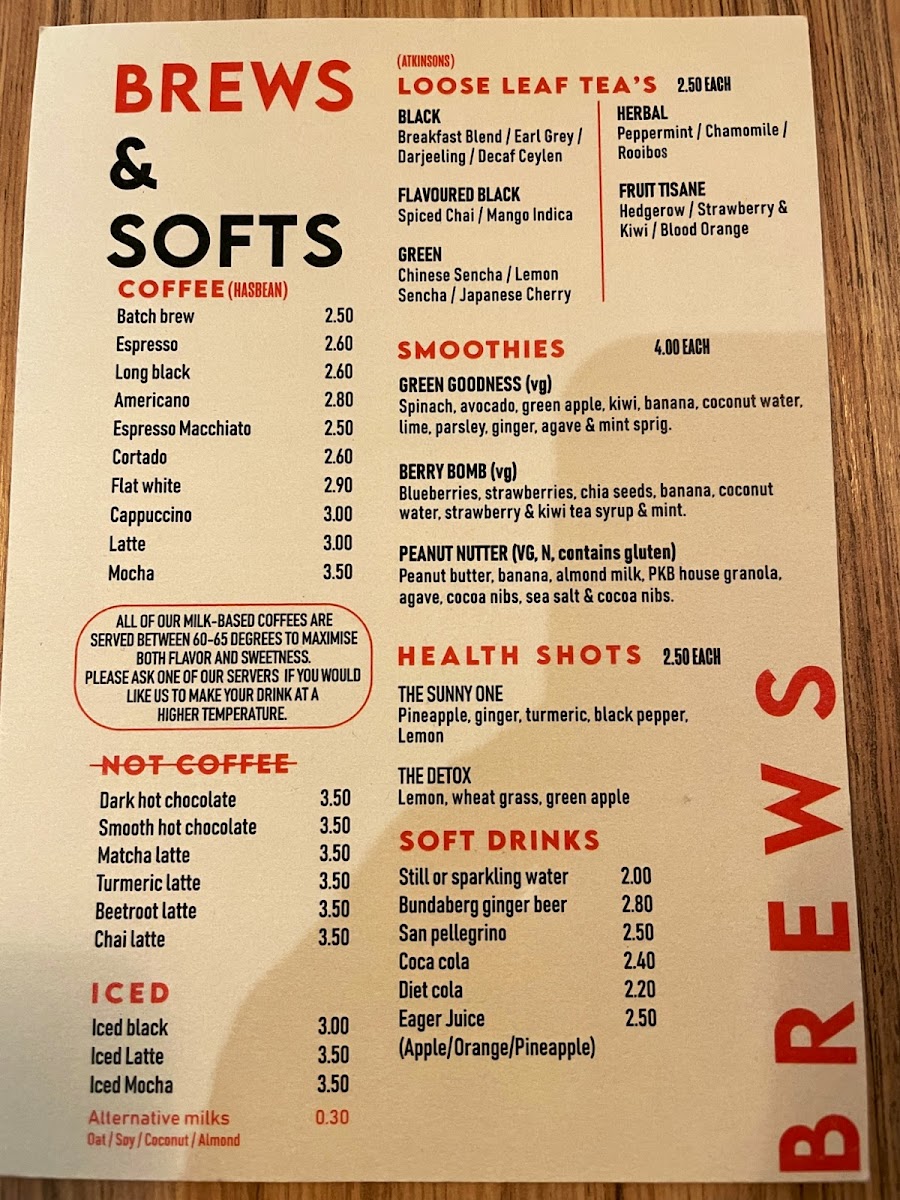 BREWS
&
SOFTS
COFFEE (HASBEAN)
Batch brew 2.50
Espresso 2.60
Long black 2.60
Americano 2.80
Espresso Macchiato 2.50
Cortado 2.60
Flat white 2.90
Cappuccino 3.00
Latte 3.00
Mocha 3.50
ALL OF OUR MILK-BASED COFFEES ARE
SERVED BETWEEN 60-65 DEGREES TO MAXIMISE
BOTH FLAVOR AND SWEETNESS.
PLEASE ASK ONE OF OUR SERVERS IF YOU WOULD
LIKE US TO MAKE YOUR DRINK AT A
HIGHER TEMPERATURE.
NOT COFFEE
Dark hot chocolate 3.50
Smooth hot chocolate 3.50
Matcha latte 3.50
Turmeric latte 3.50
Beetroot latte 3.50
Chai latte 3.50
ICED
Iced black 3.00
Iced Latte 3.50
Iced Mocha 3.50
Alternative milks 0.30
Oat / Soy / Coconut / Almond
(ATKINSONS)
LOOSE LEAF TEA'S 2.50 EACH
BLACK
Breakfast Blend / Earl Grey /
Darjeeling / Decaf Ceylen
FLAVOURED BLACK
Spiced Chai / Mango Indica
GREEN
Chinese Sencha / Lemon
Sencha / Japanese Cherry
HERBAL
Peppermint / Chamomile /
Rooibos
FRUIT TISANE
Hedgerow / Strawberry &
Kiwi / Blood Orange
SMOOTHIES 4.00 EACH
GREEN GOODNESS (vg)
Spinach, avocado, green apple, kiwi, banana, coconut water,
lime, parsley, ginger, agave & mint sprig.
BERRY BOMB (vg)
Blueberries, strawberries, chia seeds, banana, coconut
water, strawberry & kiwi tea syrup & mint.
PEANUT NUTTER (VG, N, contains gluten)
Peanut butter, banana, almond milk, PKB house granola,
agave, cocoa nibs, sea salt & cocoa nibs.
HEALTH SHOTS 2.50 EACH
THE SUNNY ONE
Pineapple, ginger, turmeric, black pepper,
Lemon
THE DETOX
Lemon, wheat grass, green apple
SOFT DRINKS
Still or sparkling water 2.00
Bundaberg ginger beer 2.80
San pellegrino 2.50
Coca cola 2.40
Diet cola 2.20
Eager Juice 2.50
(Apple/Orange/Pineapple)
BREWS